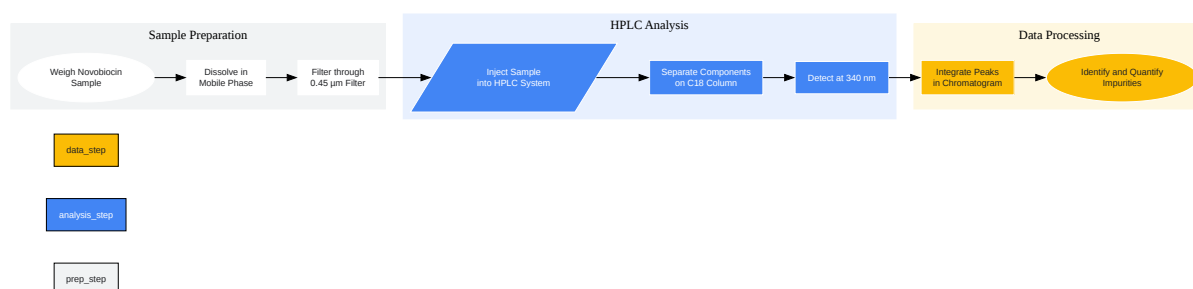 Sample Preparation
Weigh Novobiocin
Sample
Dissolve in
Mobile Phase
Filter through
0.45 µm Filter
HPLC Analysis
Inject Sample
into HPLC System
Separate Components
on C18 Column
Detect at 340 nm
Data Processing
Integrate Peaks
in Chromatogram
Identify and Quantify
Impurities
data_step
analysis_step
prep_step